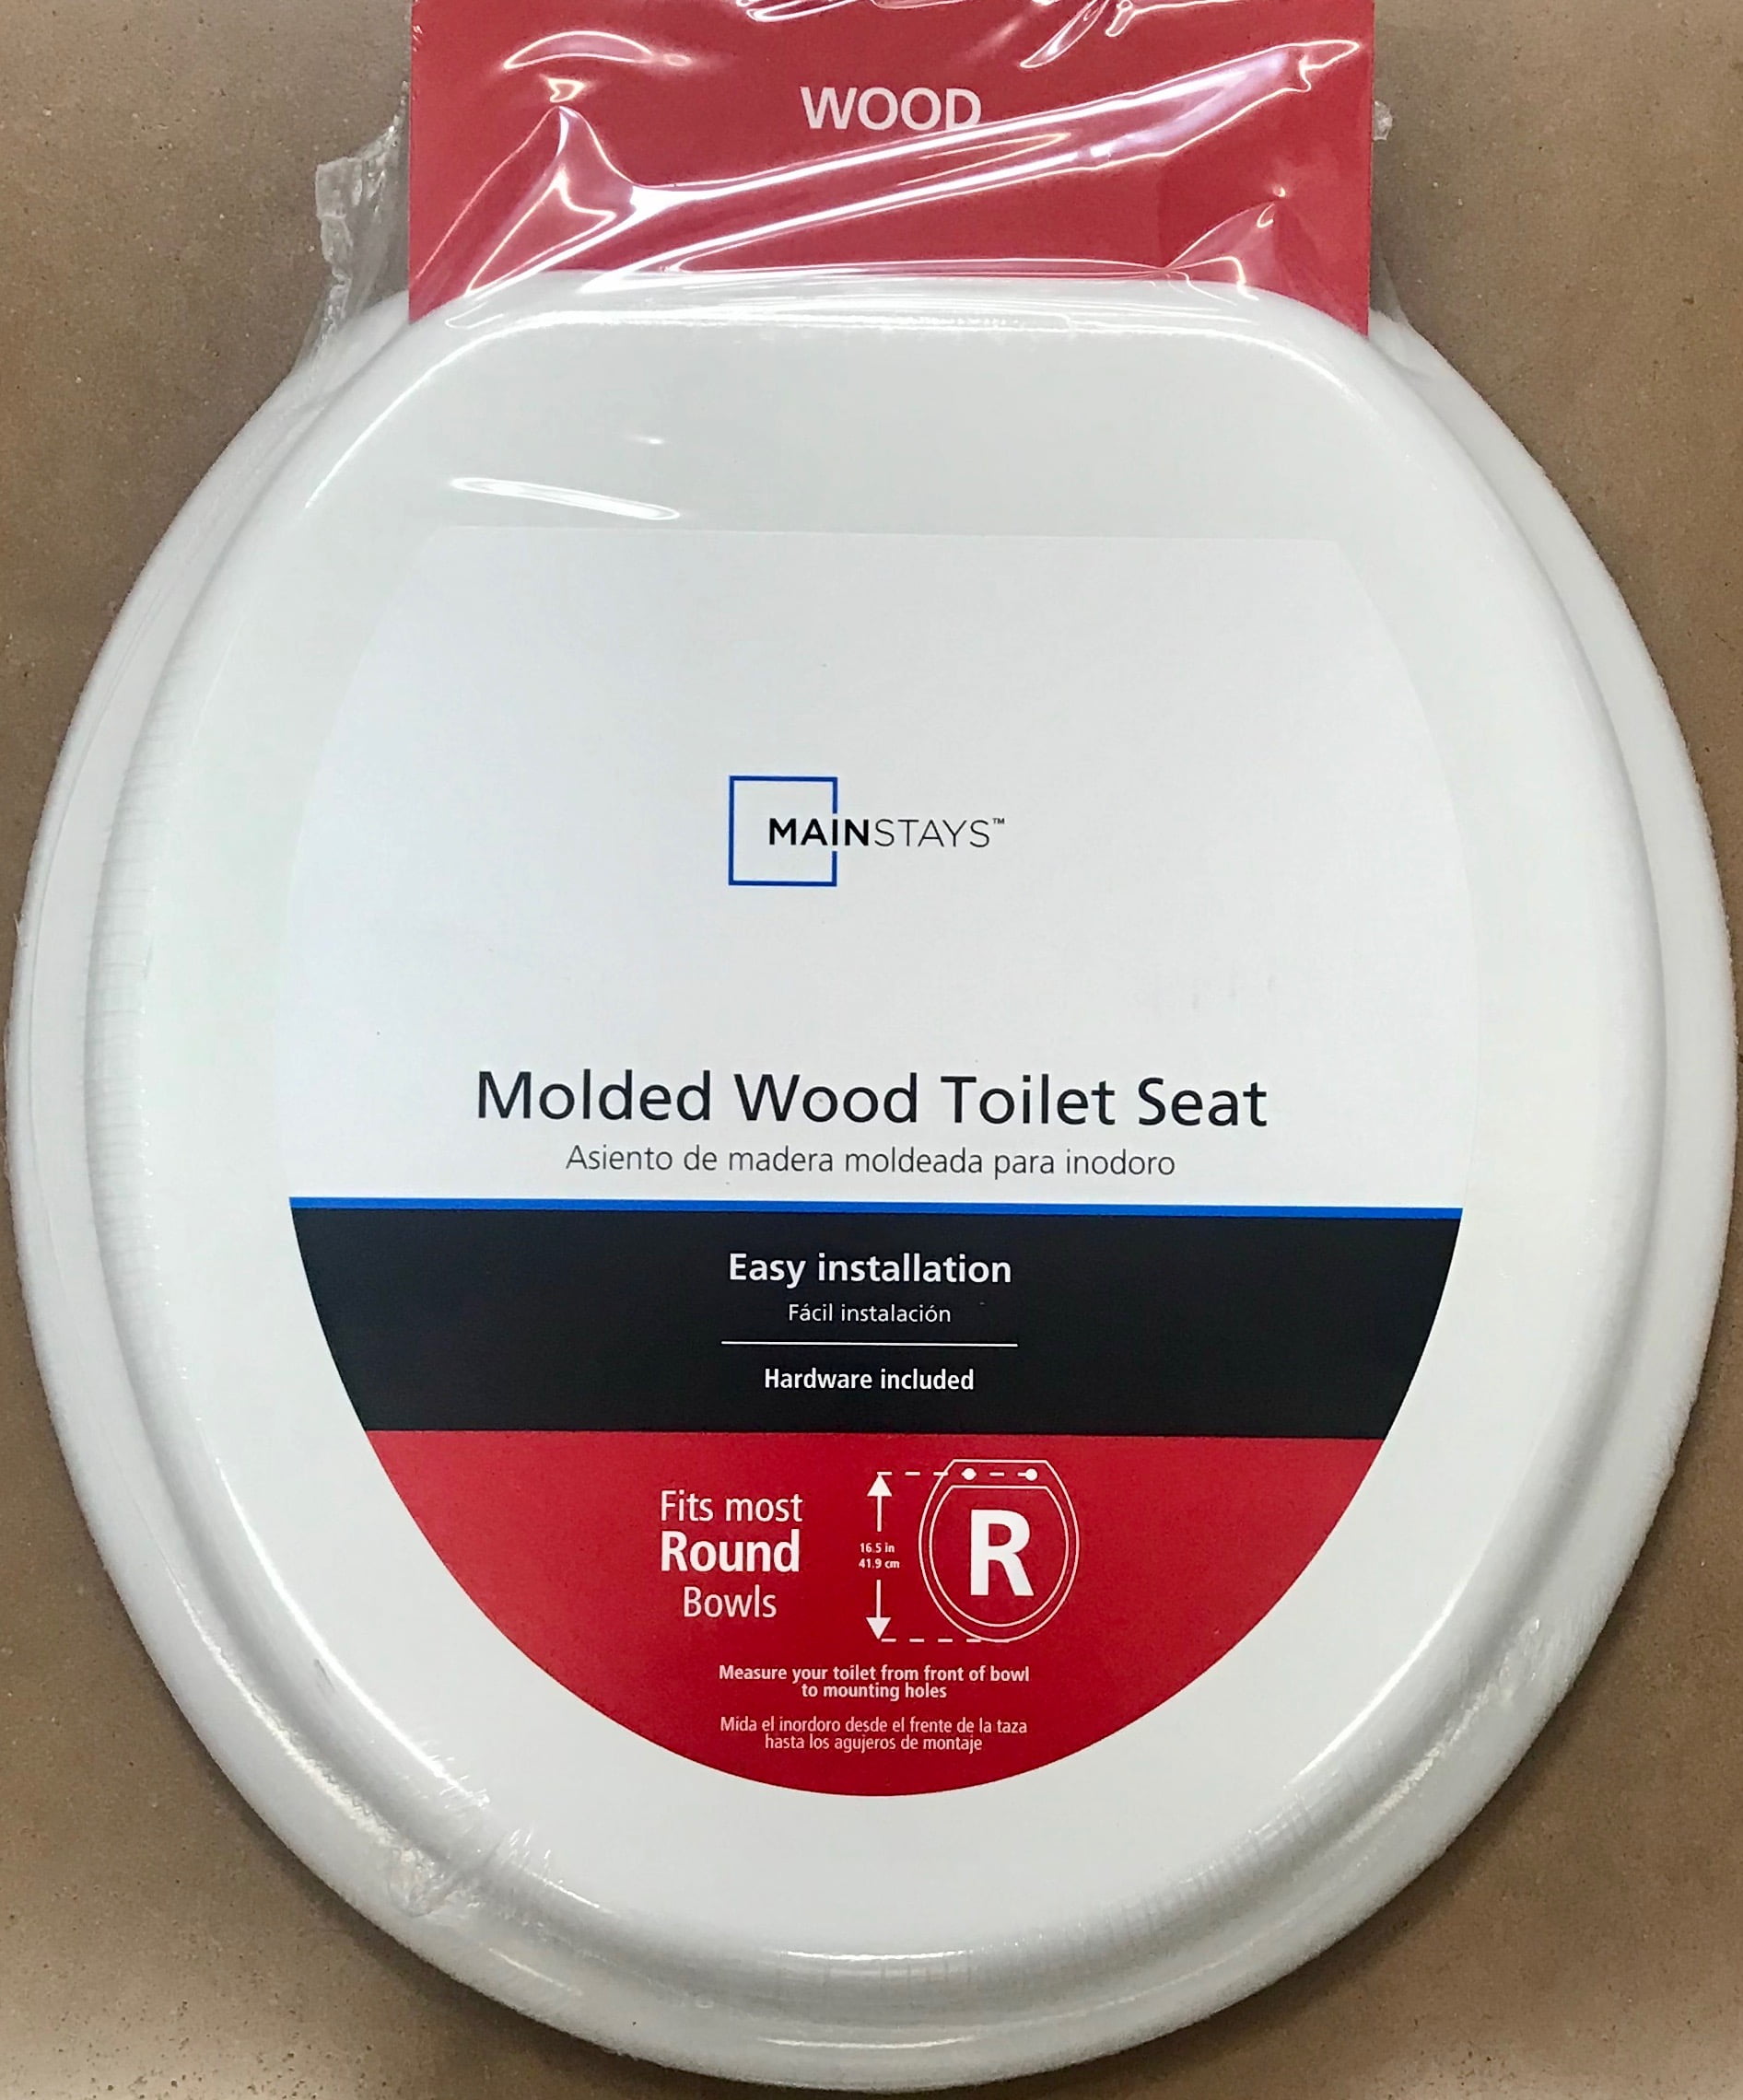 WOOD
MAINSTAYS™
Molded Wood Toilet Seat
Asiento de madera moldeada para inodoro
Easy installation
Fácil instalación
Hardware included
Fits most
Round
Bowls
16.5 in
41.9 cm
R
Measure your toilet from front of bowl
to mounting holes
Mida el inordoro desde el frente de la taza
hasta los agujeros de montaje